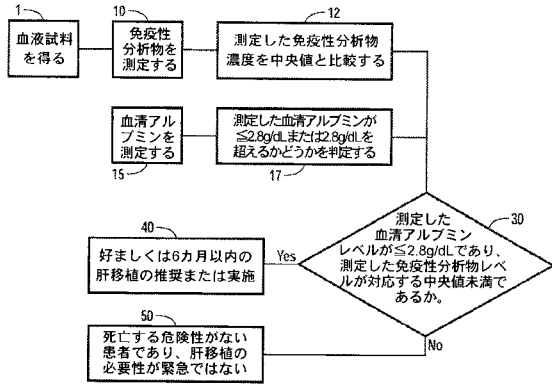 1
血液試料
を得る
10
免疫性
分析物を
測定する
12
測定した免疫性分析物
濃度を中央値と比較する
血清アル
ブミンを
測定する
15
測定した血清アルブミンが
≦2.8g/dLまたは2.8g/dLを
超えるかどうかを判定する
17
30
測定した
血清アルブミン
レベルが≦2.8g/dLであり、
測定した免疫性分析物レベ
ルが対応する中央値未満で
あるか。
Yes
40
好ましくは6カ月以内の
肝移植の推奨または実施
No
50
死亡する危険性がない
患者であり、肝移植の
必要性が緊急ではない